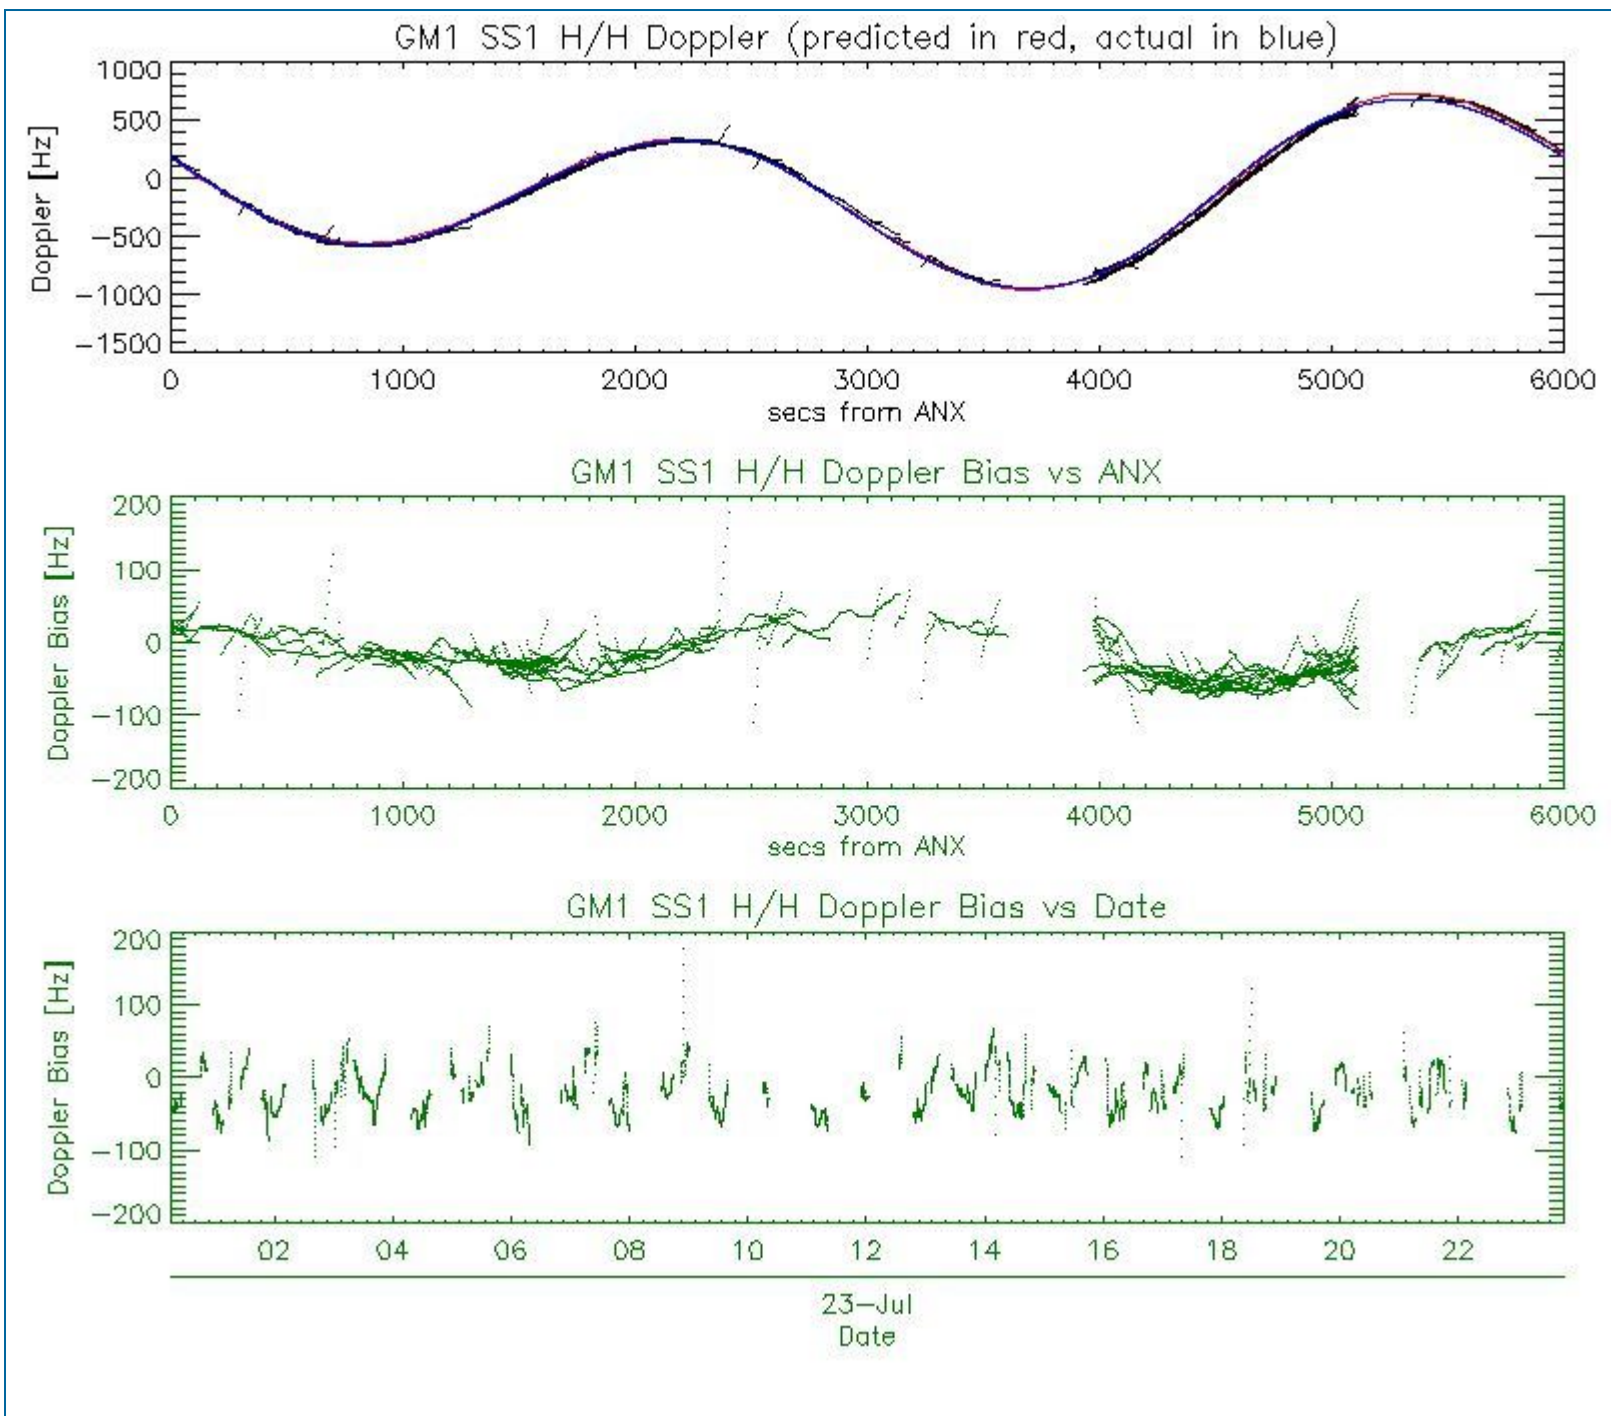 GM1 SS1 H/H Doppler (predicted in red, actual in blue)
1000
500
0
-500
-1000
-1500
Doppler [Hz]
0 1000 2000 3000 4000 5000 6000
secs from ANX
GM1 SS1 H/H Doppler Bias vs ANX
200
100
0
-100
-200
Doppler Bias [Hz]
0 1000 2000 3000 4000 5000 6000
secs from ANX
GM1 SS1 H/H Doppler Bias vs Date
200
100
0
-100
-200
Doppler Bias [Hz]
02 04 06 08 10 12 14 16 18 20 22
23-Jul
Date